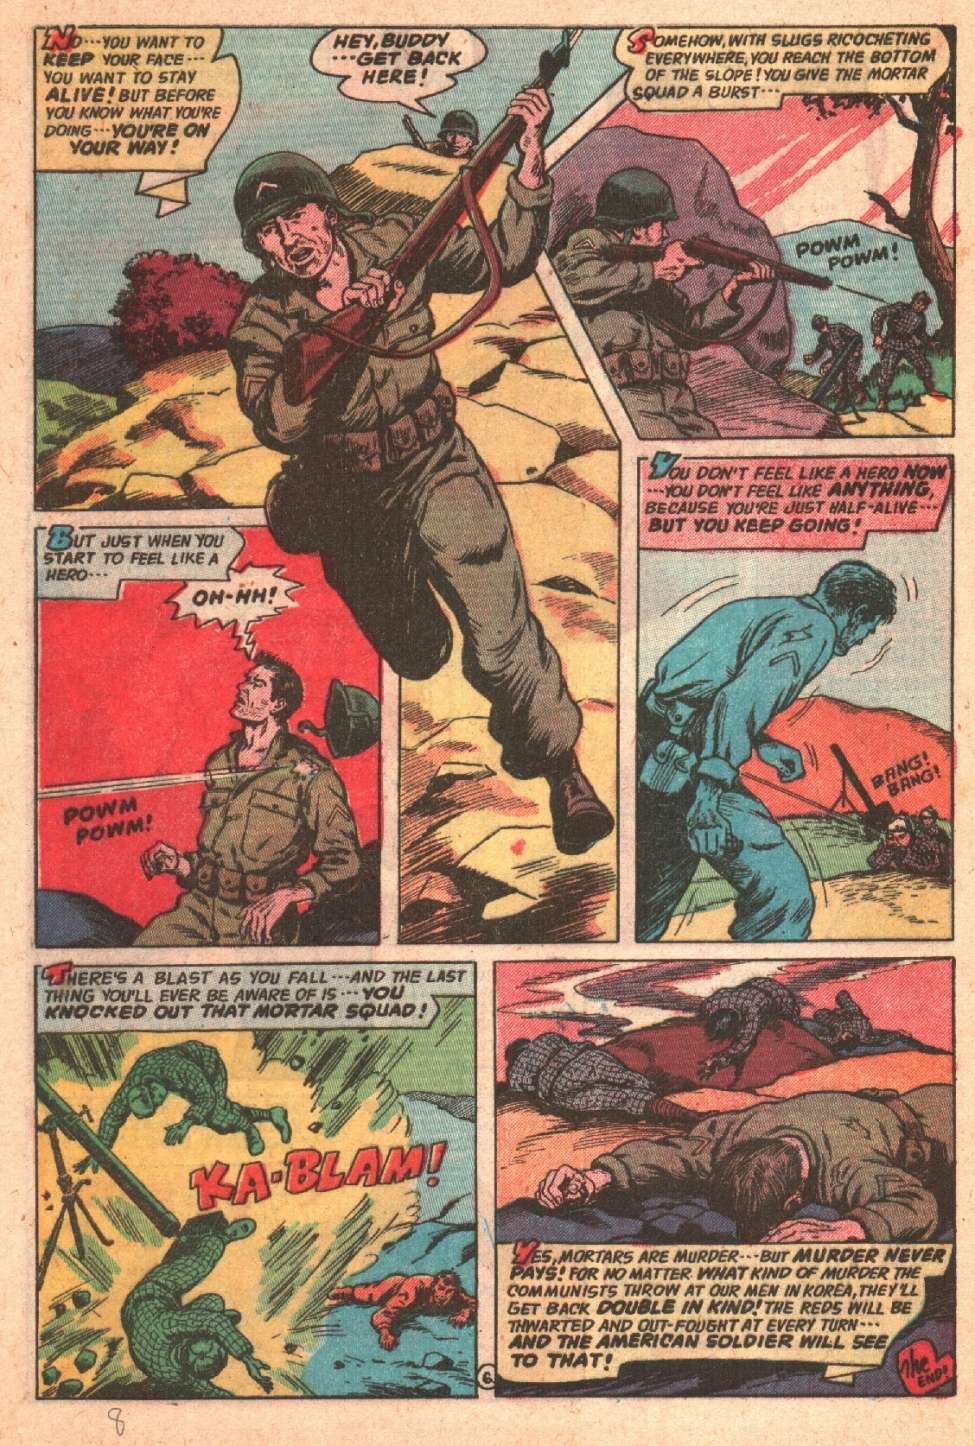 NO---YOU WANT TO
KEEP YOUR FACE---
YOU WANT TO STAY
ALIVE! BUT BEFORE
YOU KNOW WHAT YOU'RE
DOING---YOU'RE ON
YOUR WAY!
HEY, BUDDY
---GET BACK
HERE!
SOMEHOW, WITH SLUGS RICOCHETING
EVERYWHERE, YOU REACH THE BOTTOM
OF THE SLOPE! YOU GIVE THE MORTAR
SQUAD A BURST---
POWM
POWM!
BUT JUST WHEN YOU
START TO FEEL LIKE A
HERO---
OH-HH!
POWM
POWM!
YOU DON'T FEEL LIKE A HERO NOW
---YOU DON'T FEEL LIKE ANYTHING,
BECAUSE YOU'RE JUST HALF-ALIVE---
BUT YOU KEEP GOING!
BANG!
BANG!
THERE'S A BLAST AS YOU FALL---AND THE LAST
THING YOU'LL EVER BE AWARE OF IS---YOU
KNOCKED OUT THAT MORTAR SQUAD!
KA-BLAM!
YES, MORTARS ARE MURDER---BUT MURDER NEVER
PAYS! FOR NO MATTER WHAT KIND OF MURDER THE
COMMUNISTS THROW AT OUR MEN IN KOREA, THEY'LL
GET BACK DOUBLE IN KIND! THE REDS WILL BE
THWARTED AND OUT-FOUGHT AT EVERY TURN---
AND THE AMERICAN SOLDIER WILL SEE
TO THAT!
The
END!
6
8